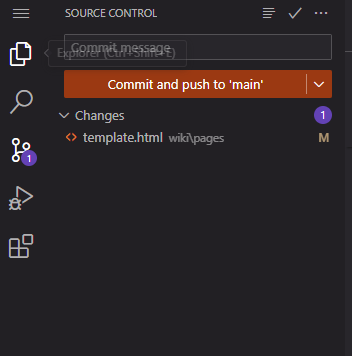 SOURCE CONTROL
Commit message
Explorer (Ctrl+Shift+E)
Commit and push to 'main'
Changes 1
template.html wiki\pages M
1